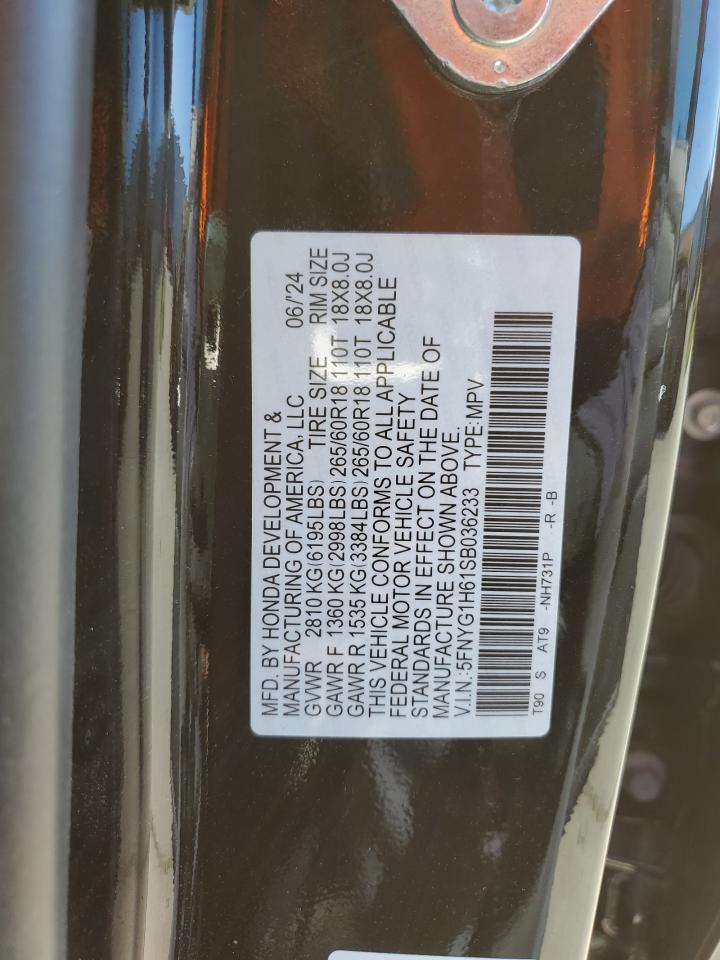 MFD. BY HONDA DEVELOPMENT &
MANUFACTURING OF AMERICA, LLC 06/'24
GVWR 2810 KG(6195LBS) TIRE SIZE RIM SIZE
GAWR F 1360 KG(2998LBS) 265/60R18 110T 18X8.0J
GAWR R 1535 KG(3384LBS) 265/60R18 110T 18X8.0J
THIS VEHICLE CONFORMS TO ALL APPLICABLE
FEDERAL MOTOR VEHICLE SAFETY
STANDARDS IN EFFECT ON THE DATE OF
MANUFACTURE SHOWN ABOVE.
V.I.N.:5FNYG1H61SB036233 TYPE:MPV
T90 S AT9 -NH731P -R -B